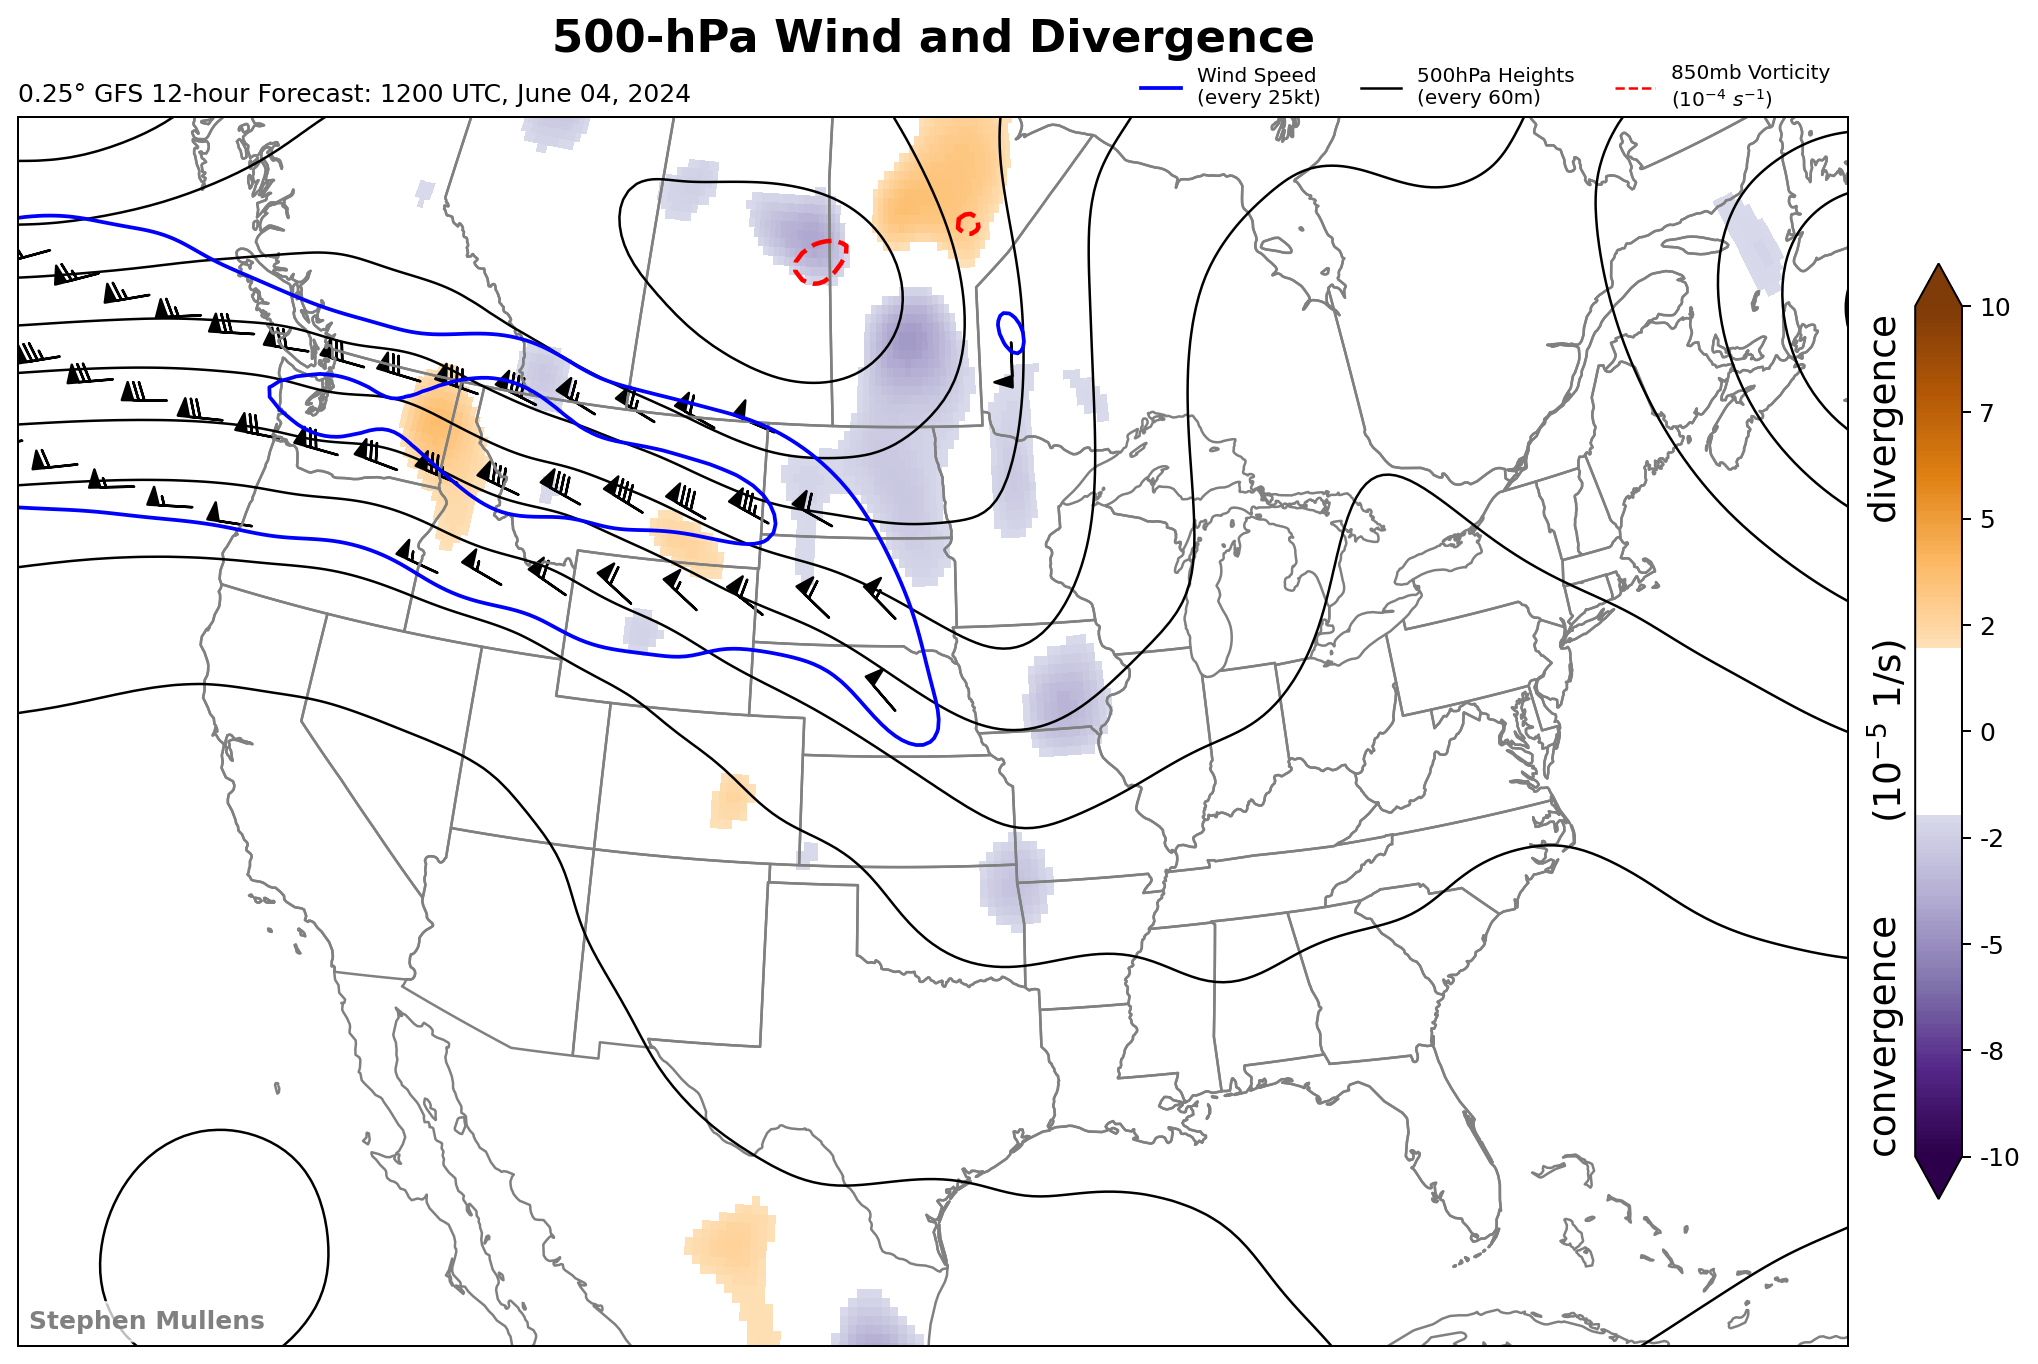 500-hPa Wind and Divergence
0.25° GFS 12-hour Forecast: 1200 UTC, June 04, 2024
Wind Speed
(every 25kt)
500hPa Heights
(every 60m)
850mb Vorticity
(10⁻⁴ s⁻¹)
10
7
5
2
0
-2
-5
-8
-10
convergence (10⁻⁵ 1/s) divergence
Stephen Mullens